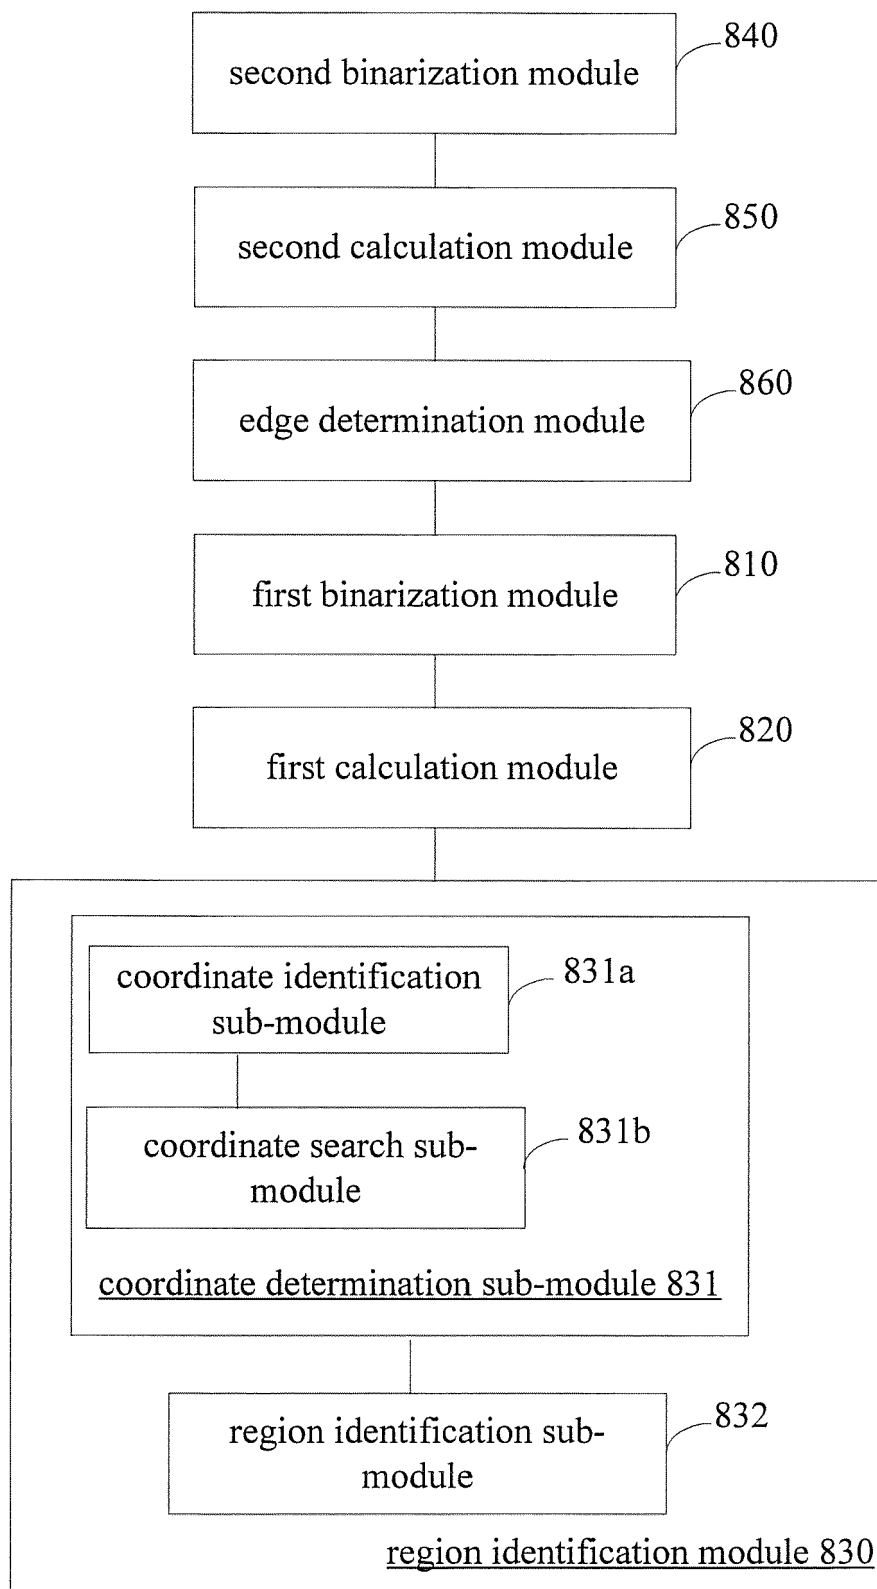 840
second binarization module
850
second calculation module
860
edge determination module
810
first binarization module
820
first calculation module
coordinate identification
sub-module
831a
coordinate search sub-
module
831b
coordinate determination sub-module 831
region identification sub-
module
832
region identification module 830